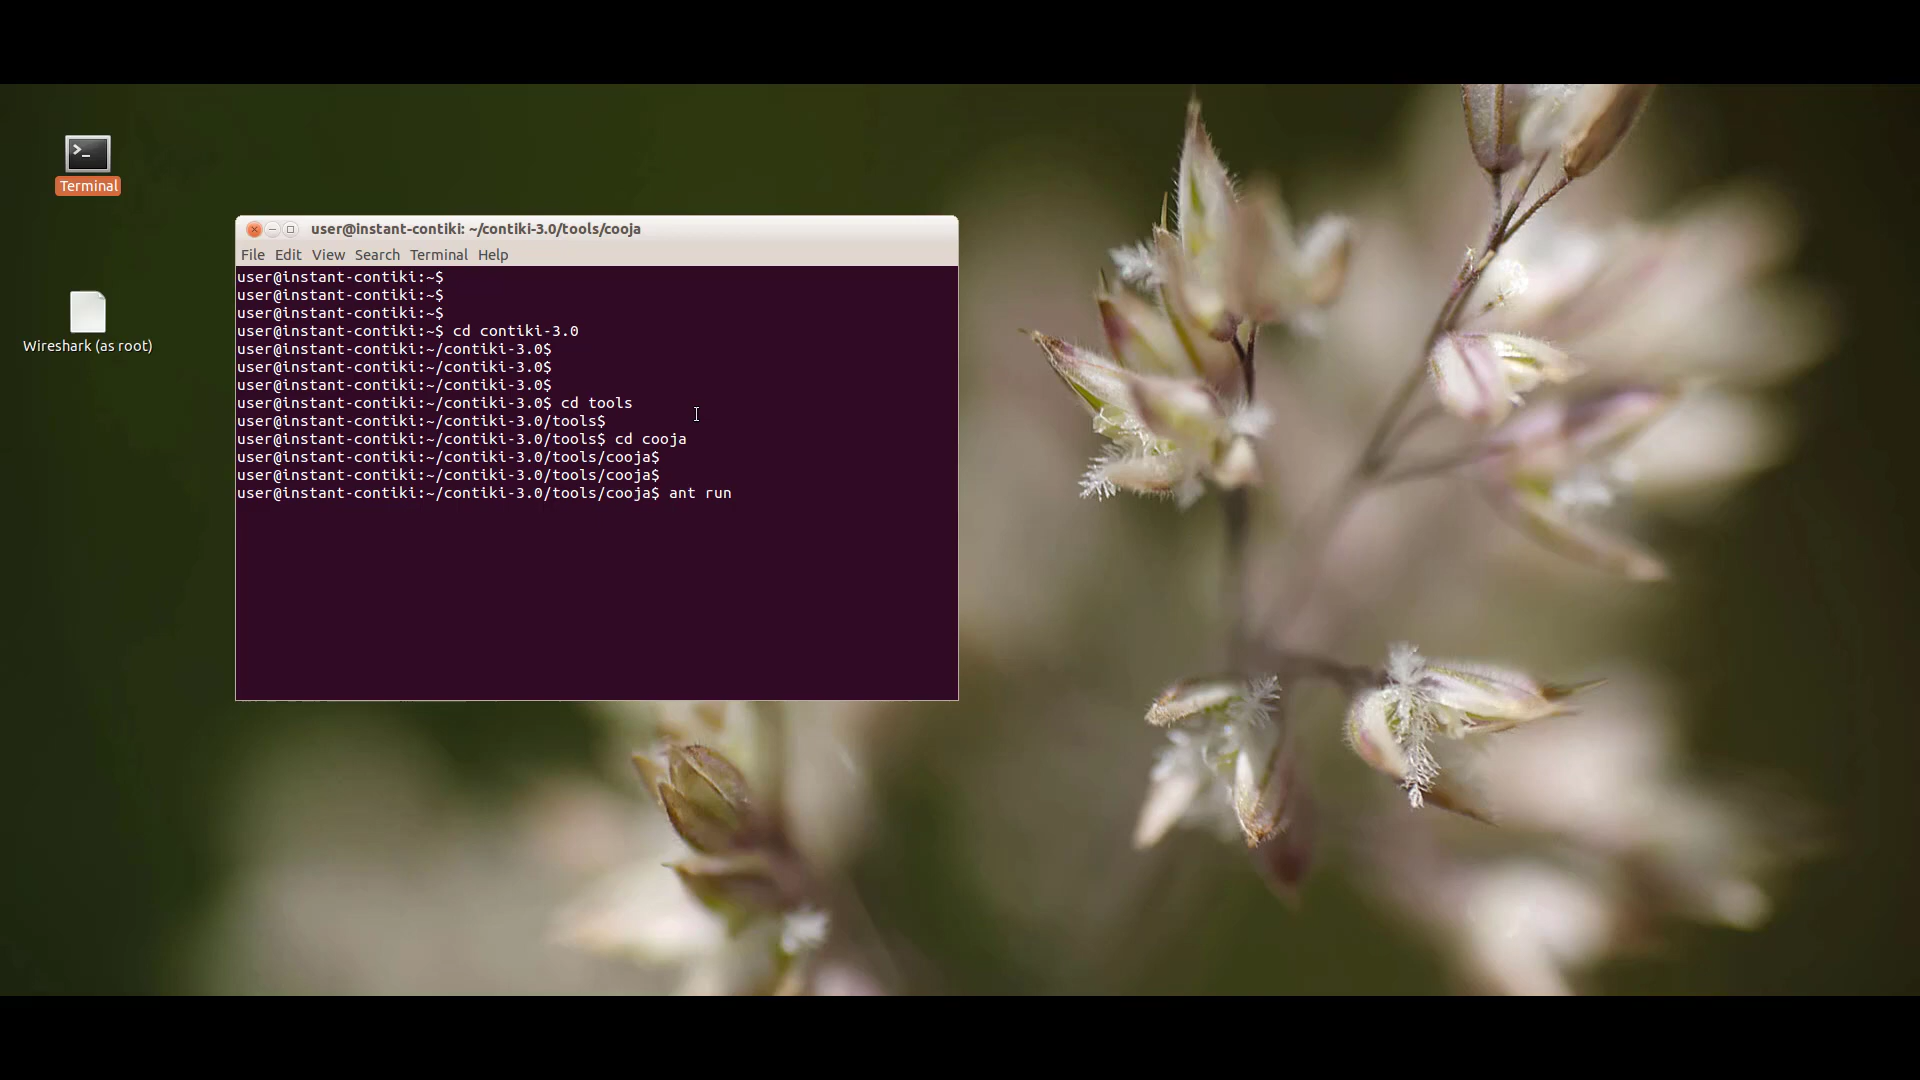 Terminal
Wireshark (as root)
user@instant-contiki: ~/contiki-3.0/tools/cooja
File Edit View Search Terminal Help
user@instant-contiki:~$
user@instant-contiki:~$
user@instant-contiki:~$
user@instant-contiki:~$ cd contiki-3.0
user@instant-contiki:~/contiki-3.0$
user@instant-contiki:~/contiki-3.0$
user@instant-contiki:~/contiki-3.0$
user@instant-contiki:~/contiki-3.0$ cd tools
user@instant-contiki:~/contiki-3.0/tools$
user@instant-contiki:~/contiki-3.0/tools$ cd cooja
user@instant-contiki:~/contiki-3.0/tools/cooja$
user@instant-contiki:~/contiki-3.0/tools/cooja$
user@instant-contiki:~/contiki-3.0/tools/cooja$ ant run